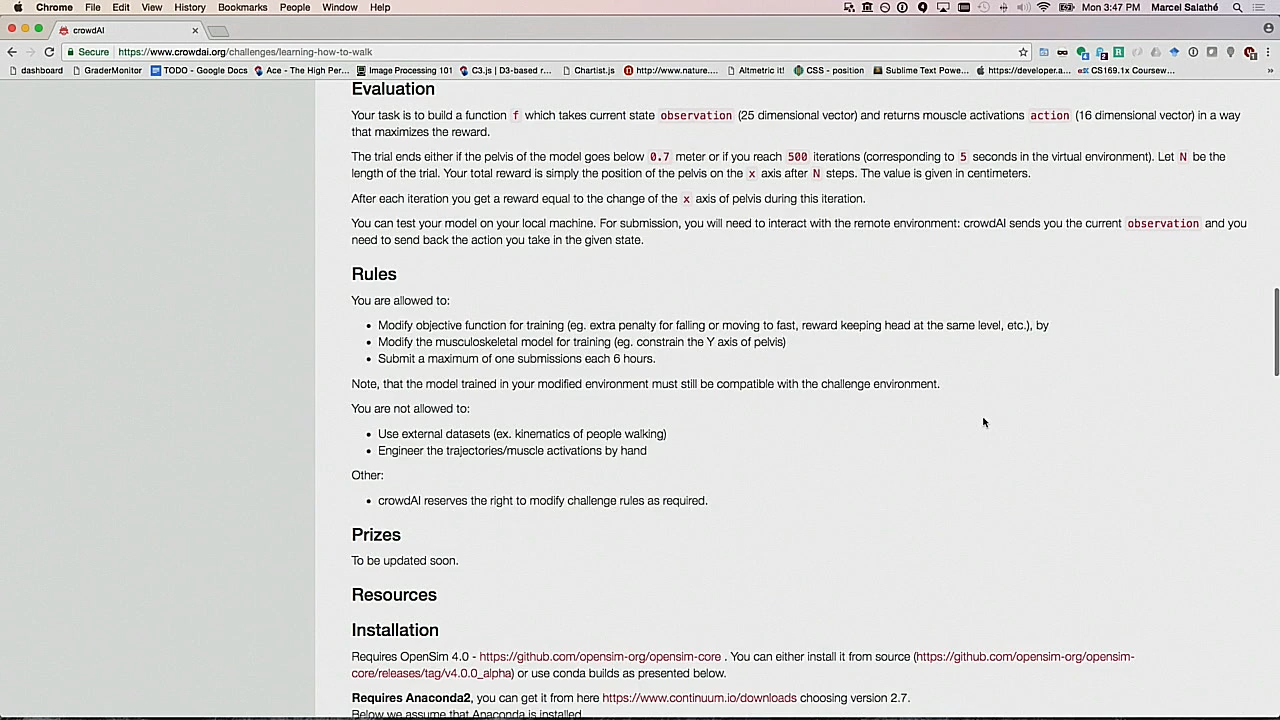 Chrome File Edit View History Bookmarks People Window Help Mon 3:47 PM Marcel Salathé
crowdAI
Secure https://www.crowdai.org/challenges/learning-how-to-walk
dashboard GraderMonitor TODO - Google Docs Ace - The High Per... Image Processing 101 C3.js | D3-based r... Chartist.js http://www.nature.... Altmetric it! CSS - position Sublime Text Powe... https://developer.a... CS169.1x Coursew...
Evaluation
Your task is to build a function f which takes current state observation (25 dimensional vector) and returns mouscle activations action (16 dimensional vector) in a way
that maximizes the reward.
The trial ends either if the pelvis of the model goes below 0.7 meter or if you reach 500 iterations (corresponding to 5 seconds in the virtual environment). Let N be the
length of the trial. Your total reward is simply the position of the pelvis on the x axis after N steps. The value is given in centimeters.
After each iteration you get a reward equal to the change of the x axis of pelvis during this iteration.
You can test your model on your local machine. For submission, you will need to interact with the remote environment: crowdAI sends you the current observation and you
need to send back the action you take in the given state.
Rules
You are allowed to:
• Modify objective function for training (eg. extra penalty for falling or moving to fast, reward keeping head at the same level, etc.), by
• Modify the musculoskeletal model for training (eg. constrain the Y axis of pelvis)
• Submit a maximum of one submissions each 6 hours.
Note, that the model trained in your modified environment must still be compatible with the challenge environment.
You are not allowed to:
• Use external datasets (ex. kinematics of people walking)
• Engineer the trajectories/muscle activations by hand
Other:
• crowdAI reserves the right to modify challenge rules as required.
Prizes
To be updated soon.
Resources
Installation
Requires OpenSim 4.0 - https://github.com/opensim-org/opensim-core . You can either install it from source (https://github.com/opensim-org/opensim-
core/releases/tag/v4.0.0_alpha) or use conda builds as presented below.
Requires Anaconda2, you can get it from here https://www.continuum.io/downloads choosing version 2.7.
Below we assume that Anaconda is installed.